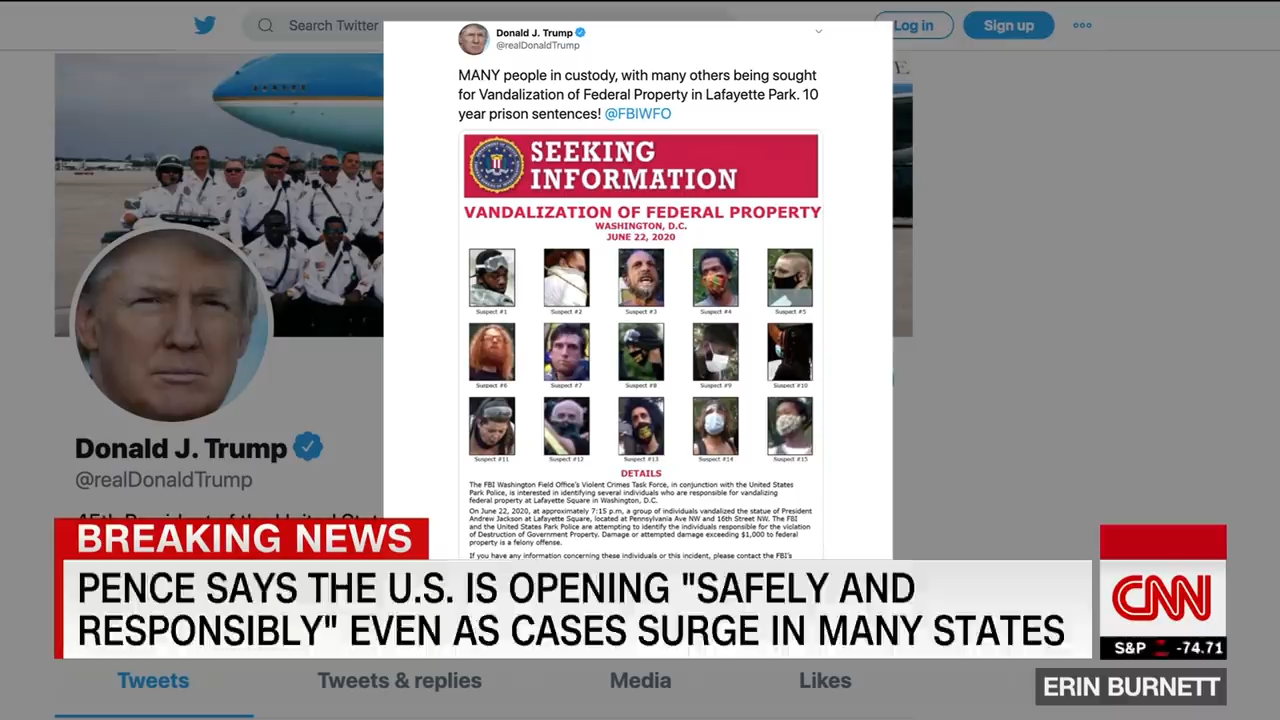 Search Twitter
Log in
Sign up
Donald J. Trump
@realDonaldTrump
MANY people in custody, with many others being sought
for Vandalization of Federal Property in Lafayette Park. 10
year prison sentences! @FBIWFO
SEEKING
INFORMATION
VANDALIZATION OF FEDERAL PROPERTY
WASHINGTON, D.C.
JUNE 22, 2020
Suspect #1
Suspect #2
Suspect #3
Suspect #4
Suspect #5
Suspect #6
Suspect #7
Suspect #8
Suspect #9
Suspect #10
Suspect #11
Suspect #12
Suspect #13
Suspect #14
Suspect #15
DETAILS
The FBI Washington Field Office's Violent Crimes Task Force, in conjunction with the United States
Park Police, is interested in identifying several individuals who are responsible for vandalizing
federal property at Lafayette Square in Washington, D.C.
On June 22, 2020, at approximately 7:15 p.m, a group of individuals vandalized the statue of President
Andrew Jackson at Lafayette Square, located at Pennsylvania Ave NW and 16th Street NW. The FBI
and the United States Park Police are attempting to identify the individuals responsible for the violation
of Destruction of Government Property. Damage or attempted damage exceeding $1,000 to federal
property is a felony offense.
If you have any information concerning these individuals or this incident, please contact the FBI's
Donald J. Trump
@realDonaldTrump
BREAKING NEWS
PENCE SAYS THE U.S. IS OPENING "SAFELY AND
RESPONSIBLY" EVEN AS CASES SURGE IN MANY STATES
CNN
S&P -74.71
Tweets
Tweets & replies
Media
Likes
ERIN BURNETT